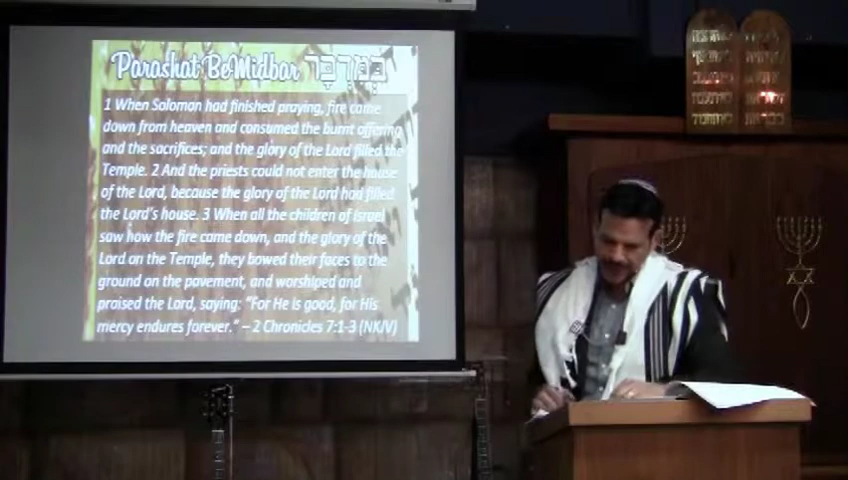 Parashat BeMidbar בְּמִדְבַּר
1 When Solomon had finished praying, fire came
down from heaven and consumed the burnt offering
and the sacrifices; and the glory of the Lord filled the
Temple. 2 And the priests could not enter the house
of the Lord, because the glory of the Lord had filled
the Lord's house. 3 When all the children of Israel
saw how the fire came down, and the glory of the
Lord on the Temple, they bowed their faces to the
ground on the pavement, and worshiped and
praised the Lord, saying: “For He is good, for His
mercy endures forever.” – 2 Chronicles 7:1-3 (NKJV)